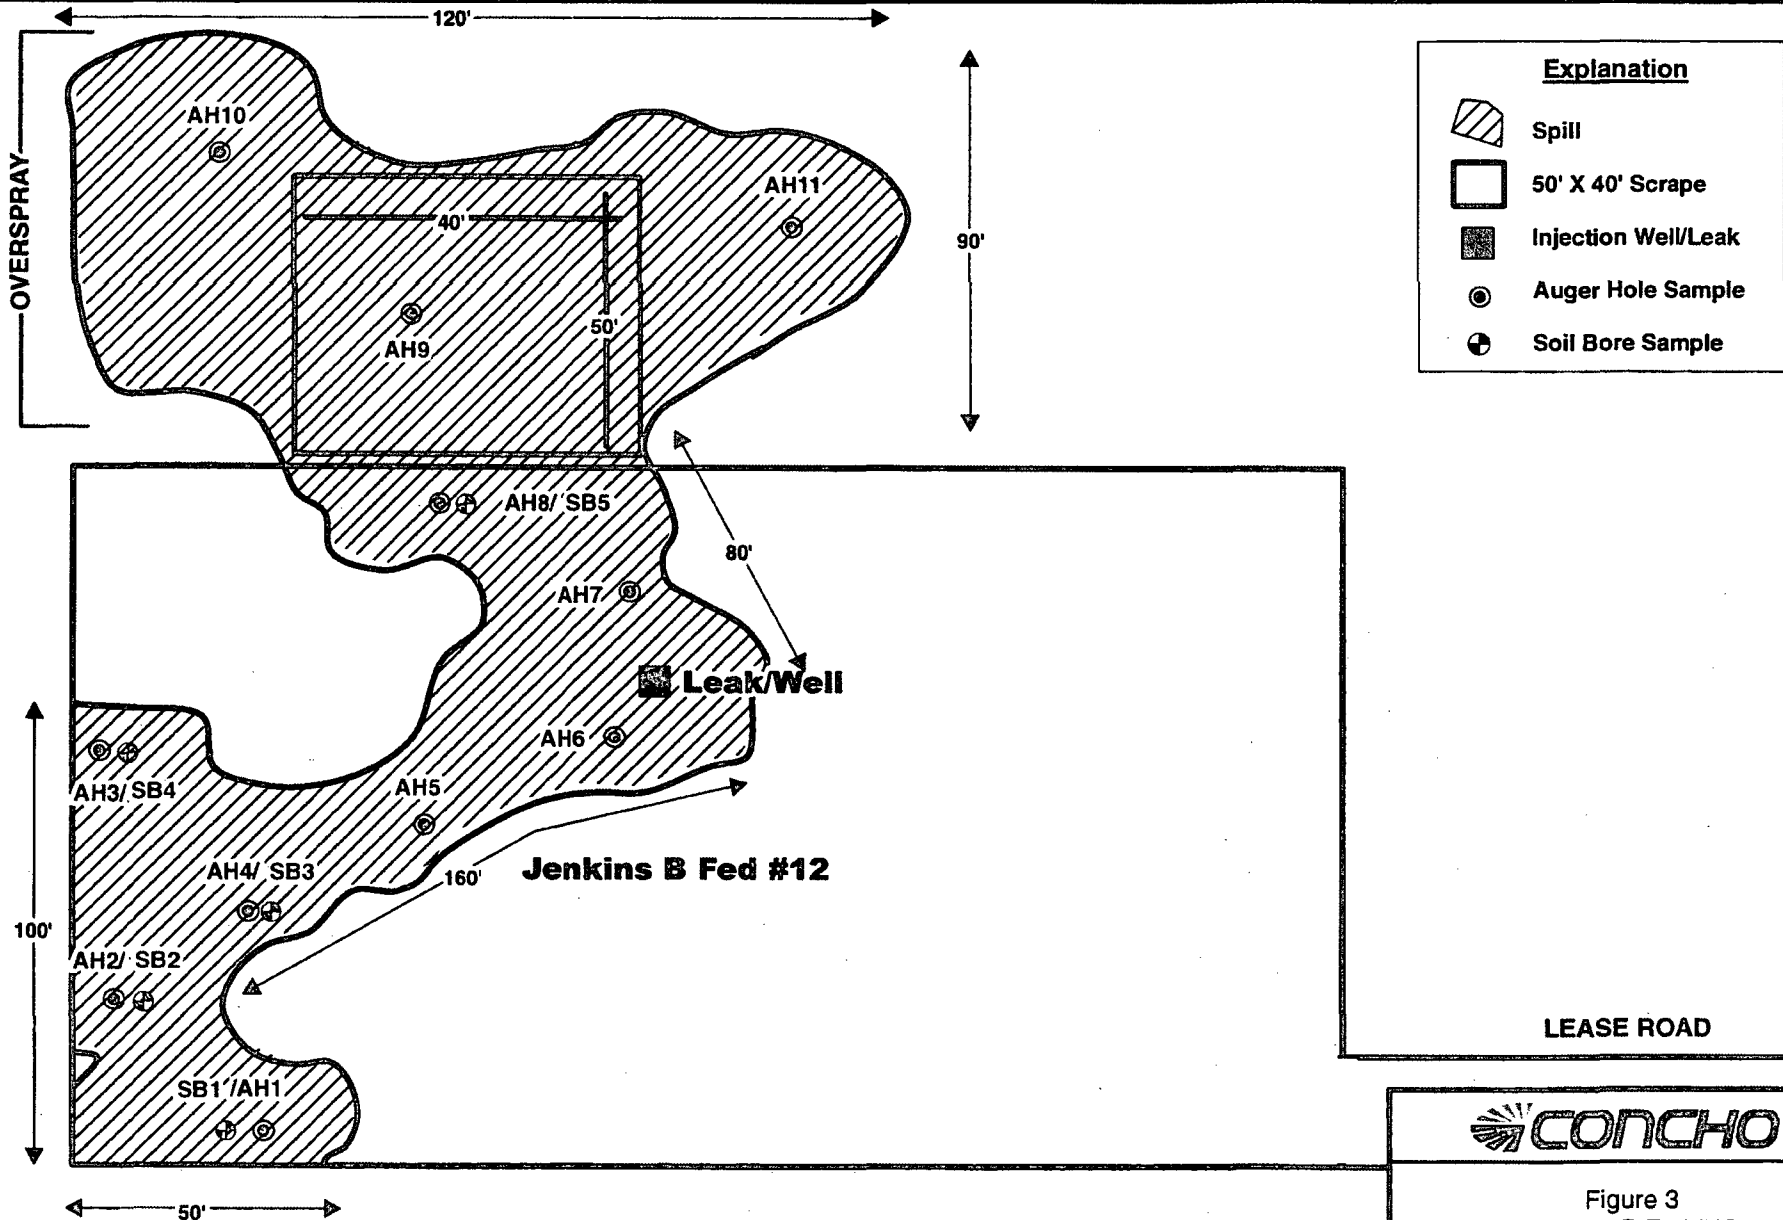 120'
OVERSPRAY
AH10
AH11
40'
50'
AH9
90'
Explanation
Spill
50' X 40' Scrape
Injection Well/Leak
Auger Hole Sample
Soil Bore Sample
AH8/ SB5
80'
AH7
Leak/Well
AH6
AH3/ SB4
AH5
Jenkins B Fed #12
160'
AH4/ SB3
100'
AH2/ SB2
SB1 /AH1
50'
LEASE ROAD
CONCHO
Figure 3